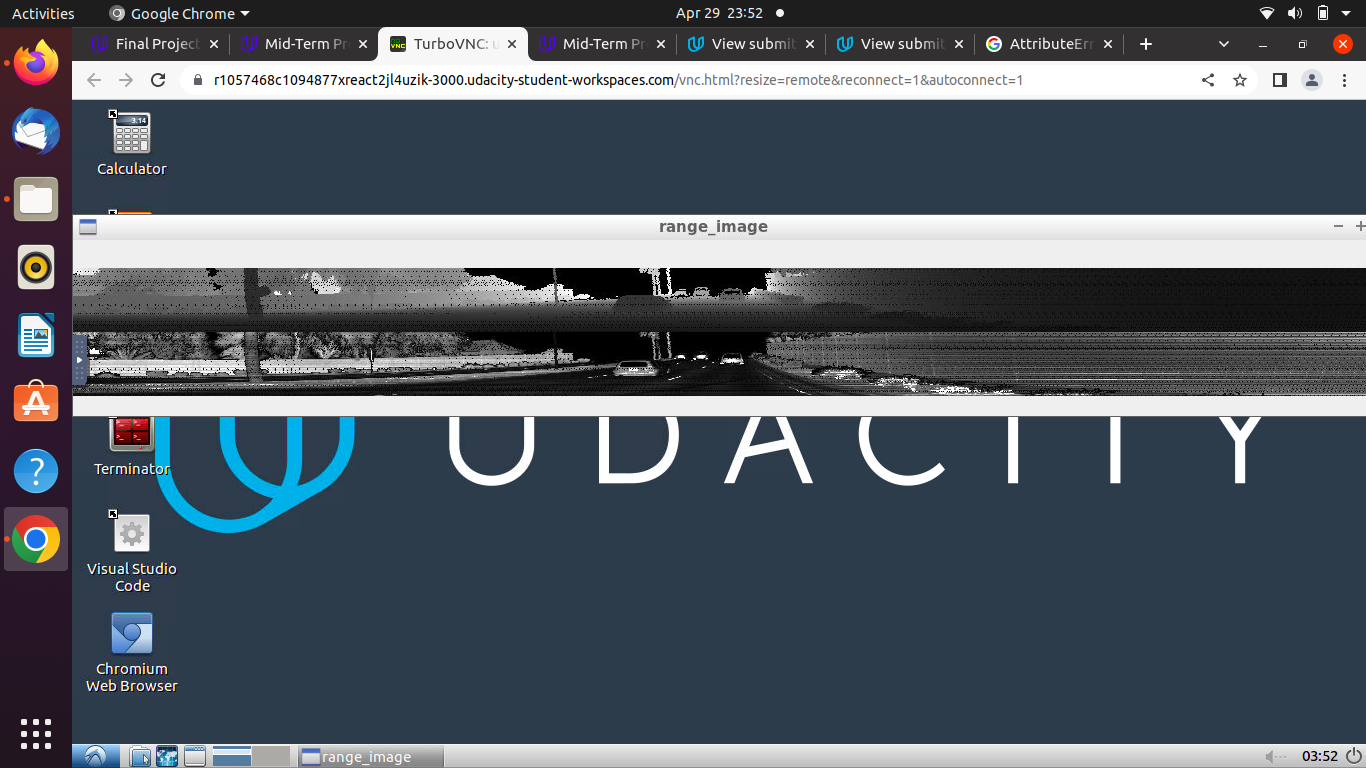 Activities
Google Chrome
Apr 29 23:52
Final Project
Mid-Term Pr
TurboVNC: u
Mid-Term Pr
View submit
View submit
AttributeErr
r1057468c1094877xreact2jl4uzik-3000.udacity-student-workspaces.com/vnc.html?resize=remote&reconnect=1&autoconnect=1
3.14
Calculator
range_image
UDACITY
Terminator
Visual Studio
Code
Chromium
Web Browser
range_image
03:52